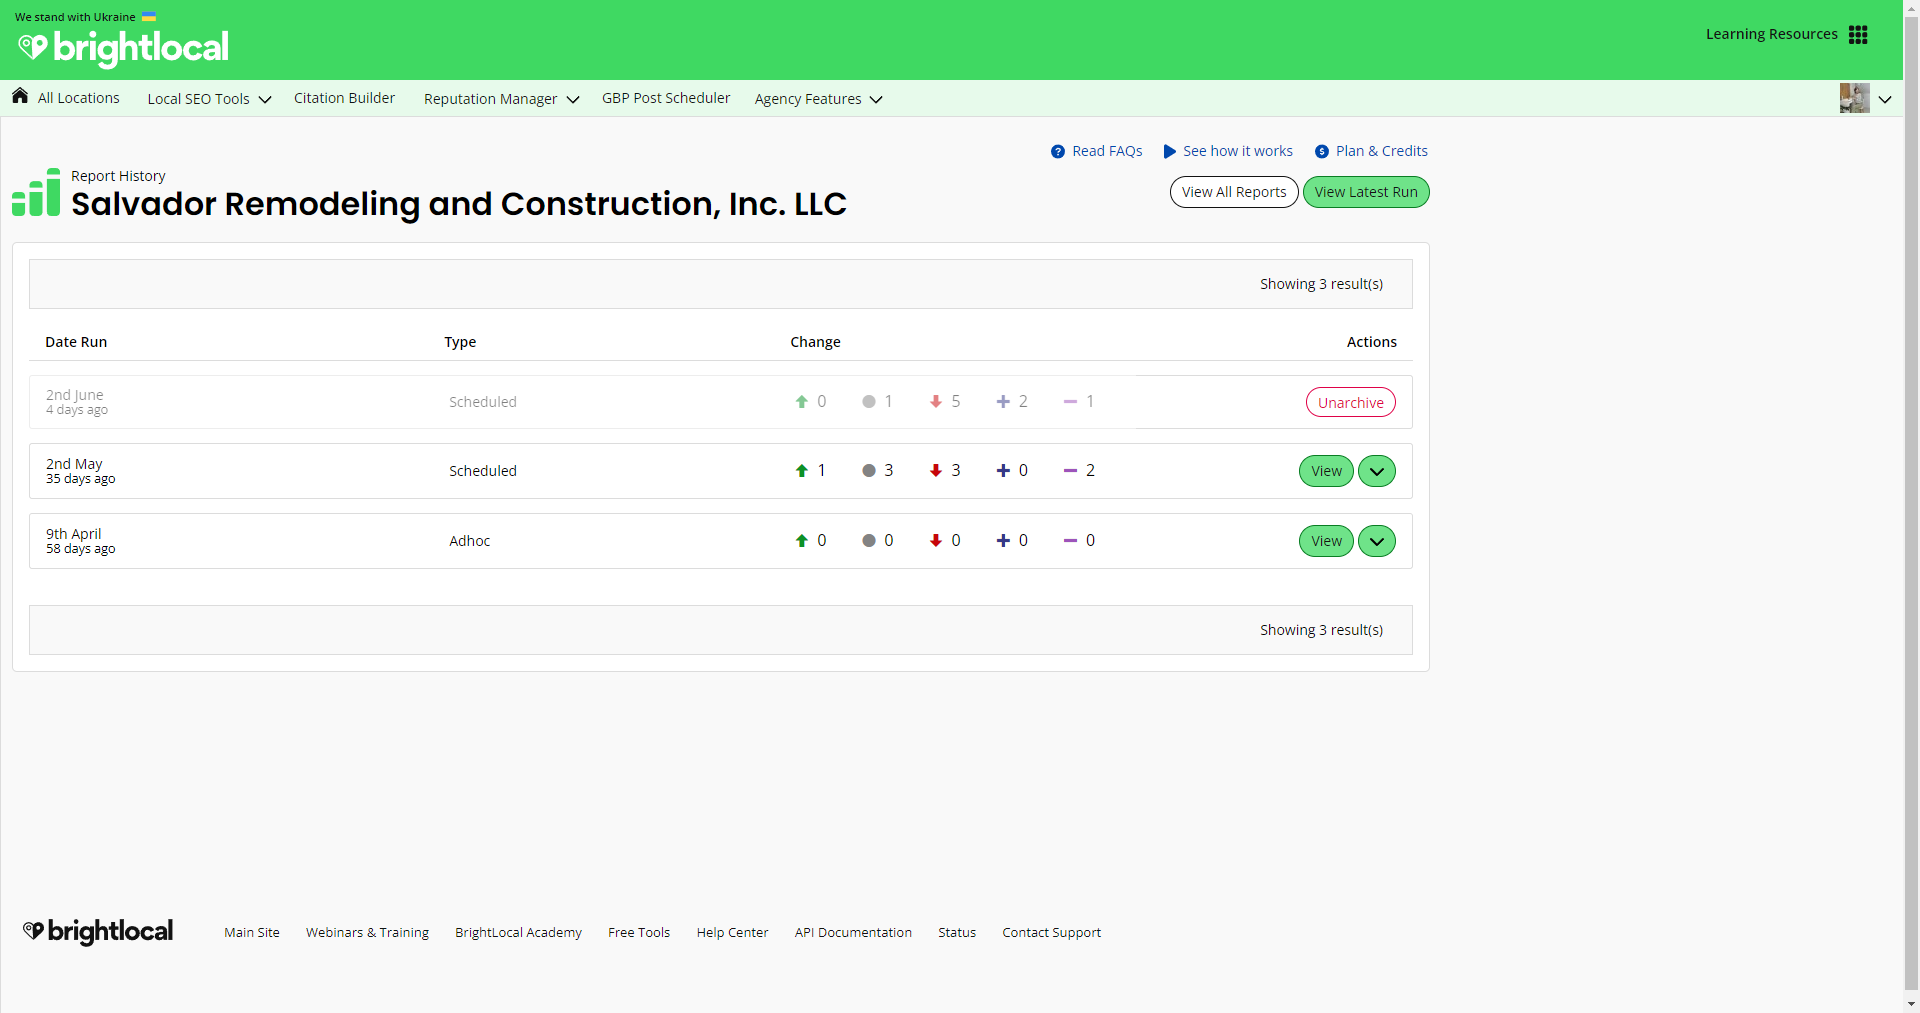 We stand with Ukraine
brightlocal
Learning Resources
All Locations
Local SEO Tools
Citation Builder
Reputation Manager
GBP Post Scheduler
Agency Features
Read FAQs
See how it works
Plan & Credits
Report History
Salvador Remodeling and Construction, Inc. LLC
View All Reports
View Latest Run
Showing 3 result(s)
Date Run Type Change Actions
2nd June
4 days ago
Scheduled 0 1 5 2 1 Unarchive
2nd May
35 days ago
Scheduled 1 3 3 0 2 View
9th April
58 days ago
Adhoc 0 0 0 0 0 View
Showing 3 result(s)
brightlocal
Main Site
Webinars & Training
BrightLocal Academy
Free Tools
Help Center
API Documentation
Status
Contact Support